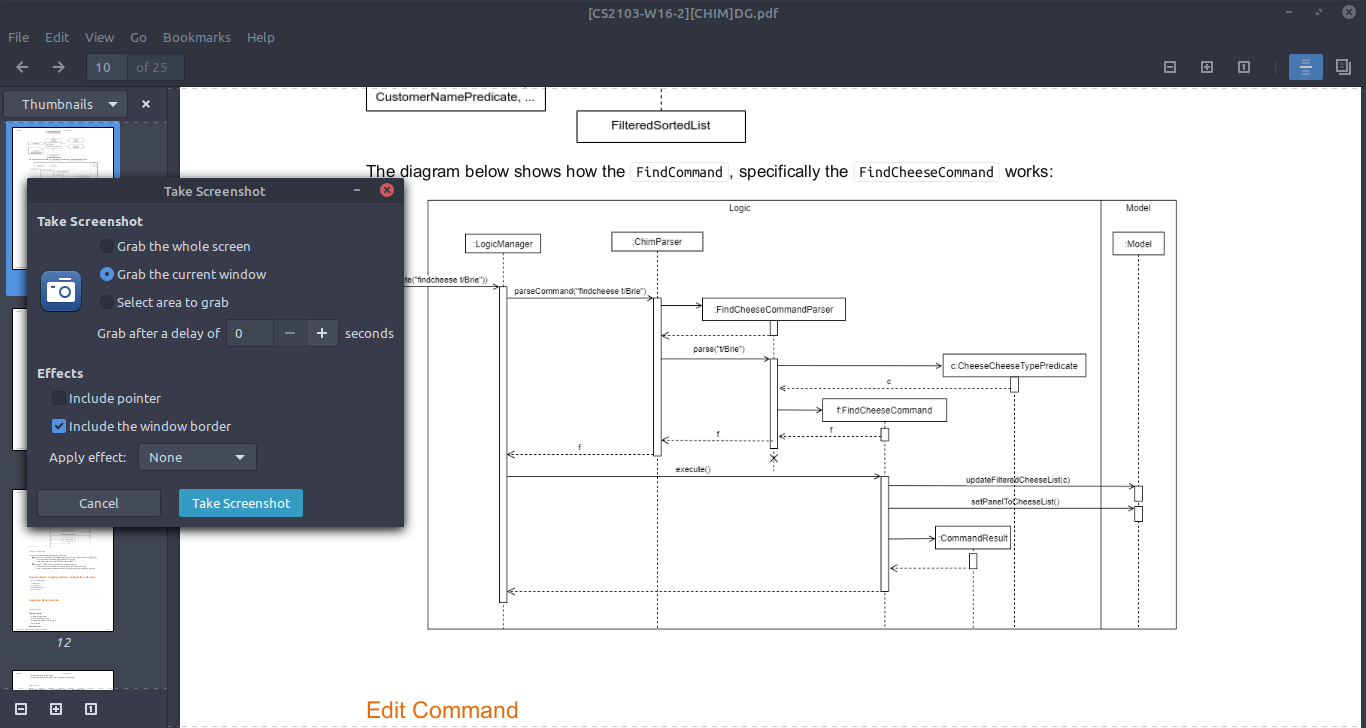 [CS2103-W16-2][CHIM]DG.pdf
File Edit View Go Bookmarks Help
10 of 25
Thumbnails
CustomerNamePredicate, ...
FilteredSortedList
The diagram below shows how the FindCommand, specifically the FindCheeseCommand works:
Take Screenshot
Take Screenshot
Grab the whole screen
Grab the current window
Select area to grab
Grab after a delay of 0 seconds
Effects
Include pointer
Include the window border
Apply effect: None
Cancel Take Screenshot
12
Logic
Model
:LogicManager
:ChimParser
:Model
te("findcheese t/Brie"))
parseCommand("findcheese t/Brie")
:FindCheeseCommandParser
parse("t/Brie")
c:CheeseCheeseTypePredicate
c
f:FindCheeseCommand
f
f
f
execute()
updateFilteredCheeseList(c)
setPanelToCheeseList()
:CommandResult
Edit Command